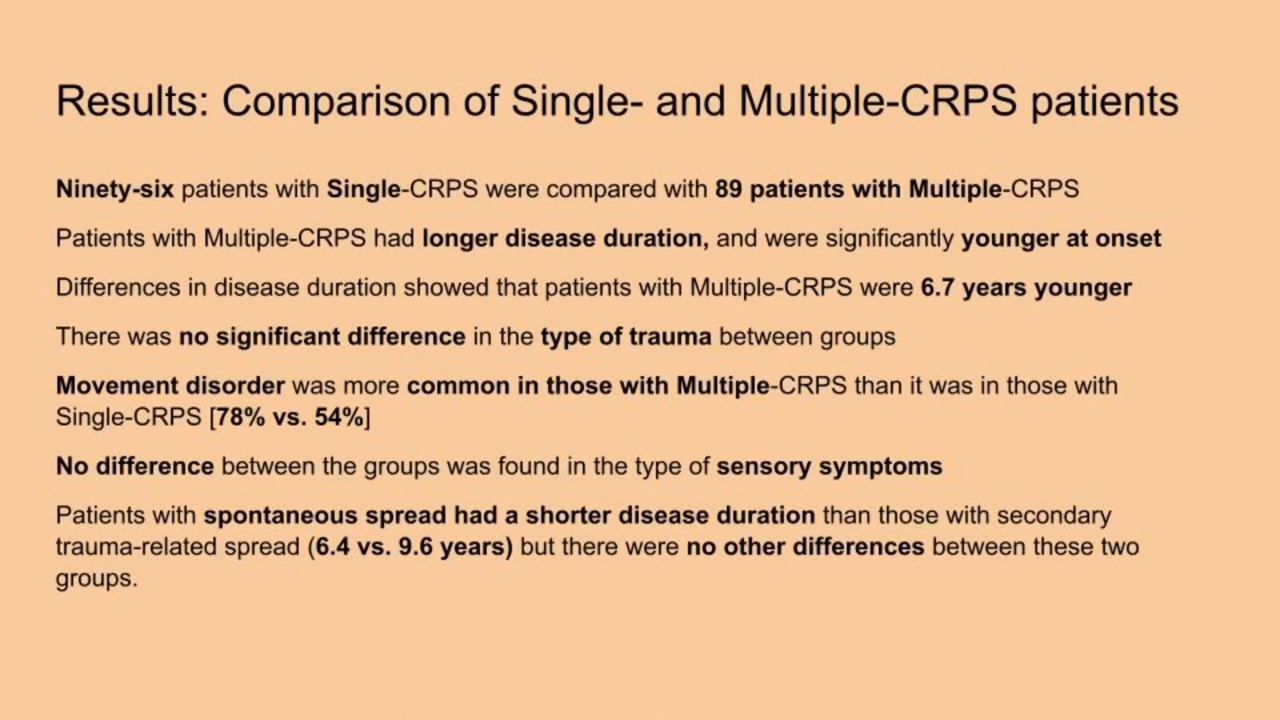 Results: Comparison of Single- and Multiple-CRPS patients
Ninety-six patients with Single-CRPS were compared with 89 patients with Multiple-CRPS
Patients with Multiple-CRPS had longer disease duration, and were significantly younger at onset
Differences in disease duration showed that patients with Multiple-CRPS were 6.7 years younger
There was no significant difference in the type of trauma between groups
Movement disorder was more common in those with Multiple-CRPS than it was in those with
Single-CRPS [78% vs. 54%]
No difference between the groups was found in the type of sensory symptoms
Patients with spontaneous spread had a shorter disease duration than those with secondary
trauma-related spread (6.4 vs. 9.6 years) but there were no other differences between these two
groups.